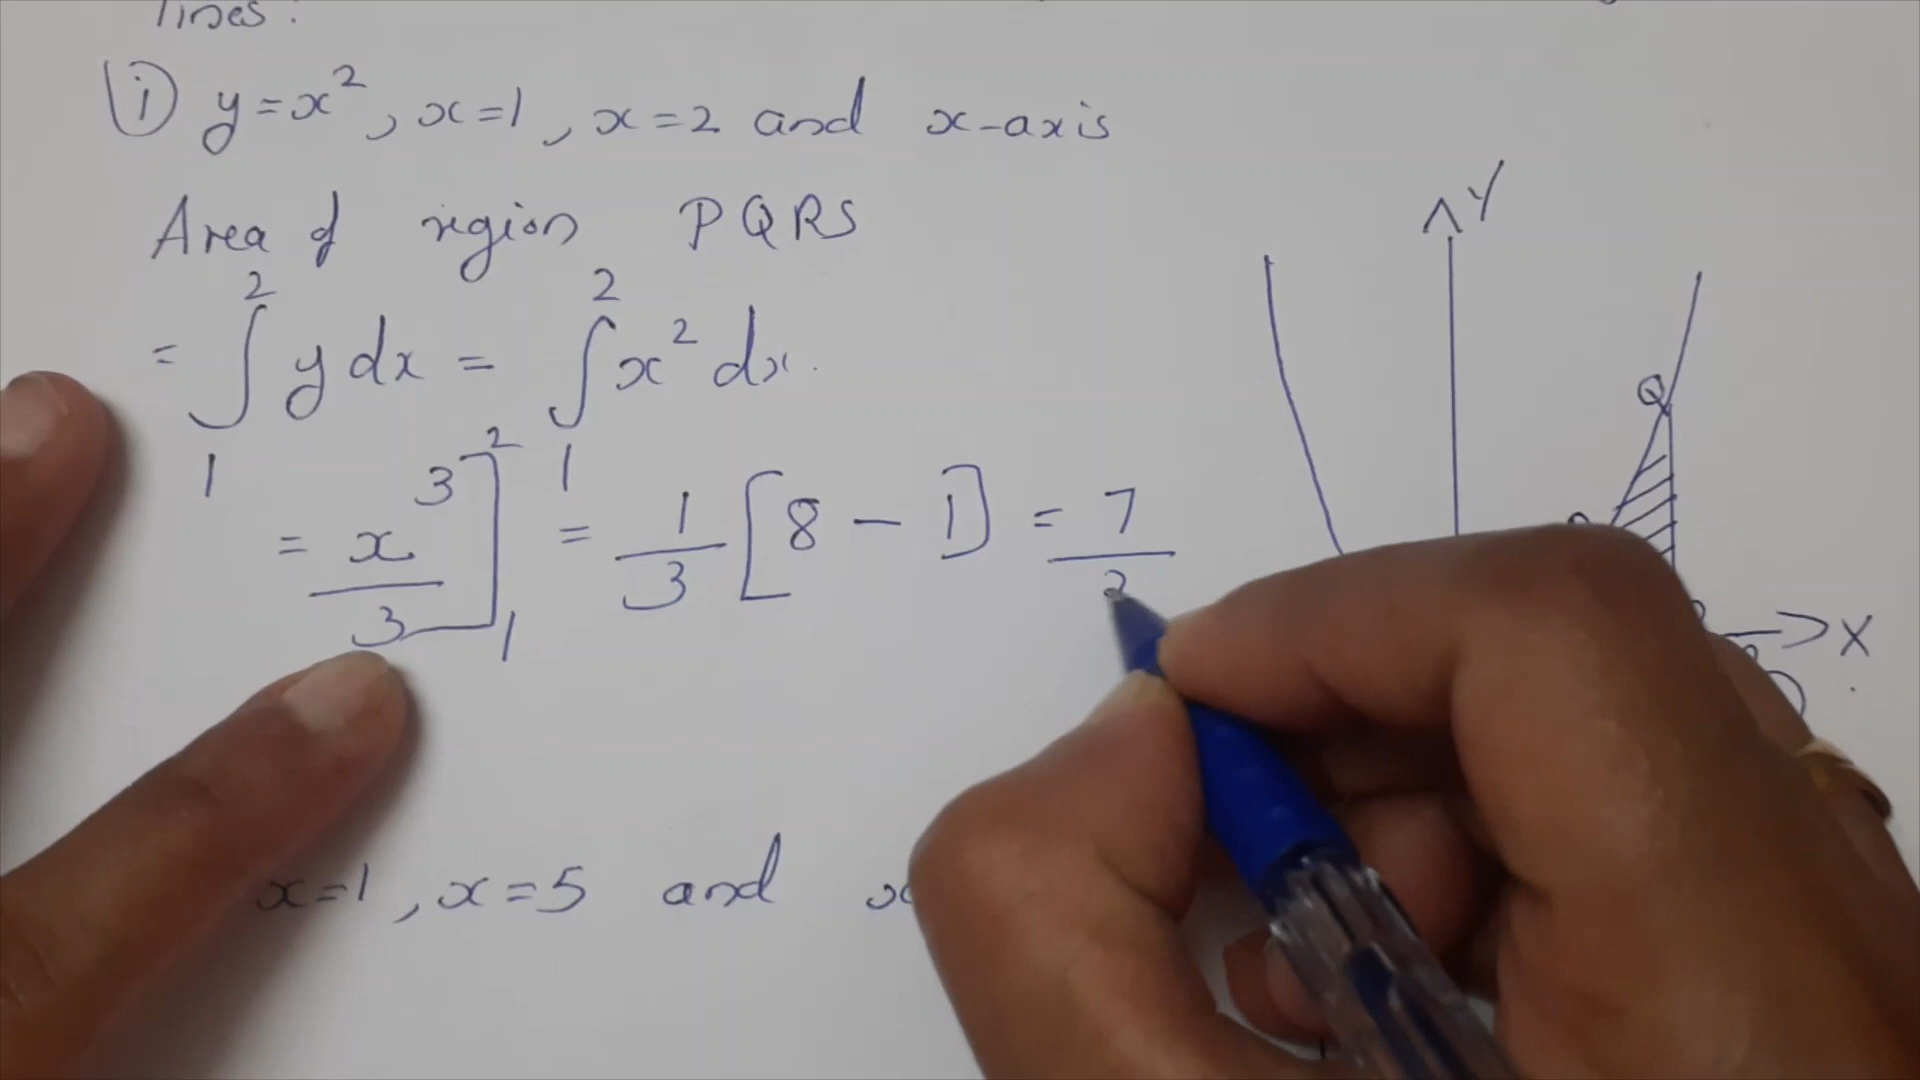 lines :
(i) y = x², x = 1, x = 2 and x-axis
Area of region PQRS
= ∫₁² y dx = ∫₁² x² dx.
= x³/3]₁² = 1/3 [8 - 1] = 7/3
x = 1, x = 5 and x
Y
Q
X